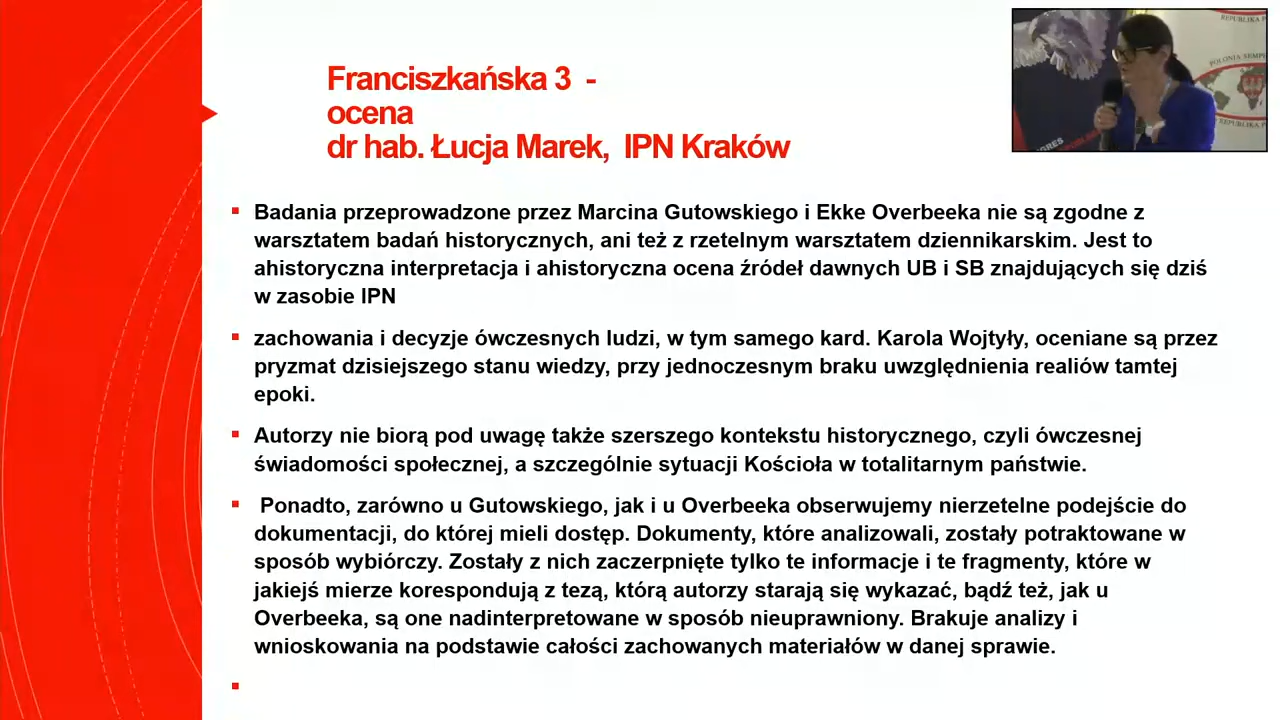 Franciszkańska 3 -
ocena
dr hab. Łucja Marek, IPN Kraków
Badania przeprowadzone przez Marcina Gutowskiego i Ekke Overbeeka nie są zgodne z
warsztatem badań historycznych, ani też z rzetelnym warsztatem dziennikarskim. Jest to
ahistoryczna interpretacja i ahistoryczna ocena źródeł dawnych UB i SB znajdujących się dziś
w zasobie IPN
zachowania i decyzje ówczesnych ludzi, w tym samego kard. Karola Wojtyły, oceniane są przez
pryzmat dzisiejszego stanu wiedzy, przy jednoczesnym braku uwzględnienia realiów tamtej
epoki.
Autorzy nie biorą pod uwagę także szerszego kontekstu historycznego, czyli ówczesnej
świadomości społecznej, a szczególnie sytuacji Kościoła w totalitarnym państwie.
Ponadto, zarówno u Gutowskiego, jak i u Overbeeka obserwujemy nierzetelne podejście do
dokumentacji, do której mieli dostęp. Dokumenty, które analizowali, zostały potraktowane w
sposób wybiórczy. Zostały z nich zaczerpnięte tylko te informacje i te fragmenty, które w
jakiejś mierze korespondują z tezą, którą autorzy starają się wykazać, bądź też, jak u
Overbeeka, są one nadinterpretowane w sposób nieuprawniony. Brakuje analizy i
wnioskowania na podstawie całości zachowanych materiałów w danej sprawie.
REPUBLIKA
POLONIA SEMP
REPUBLIKA P